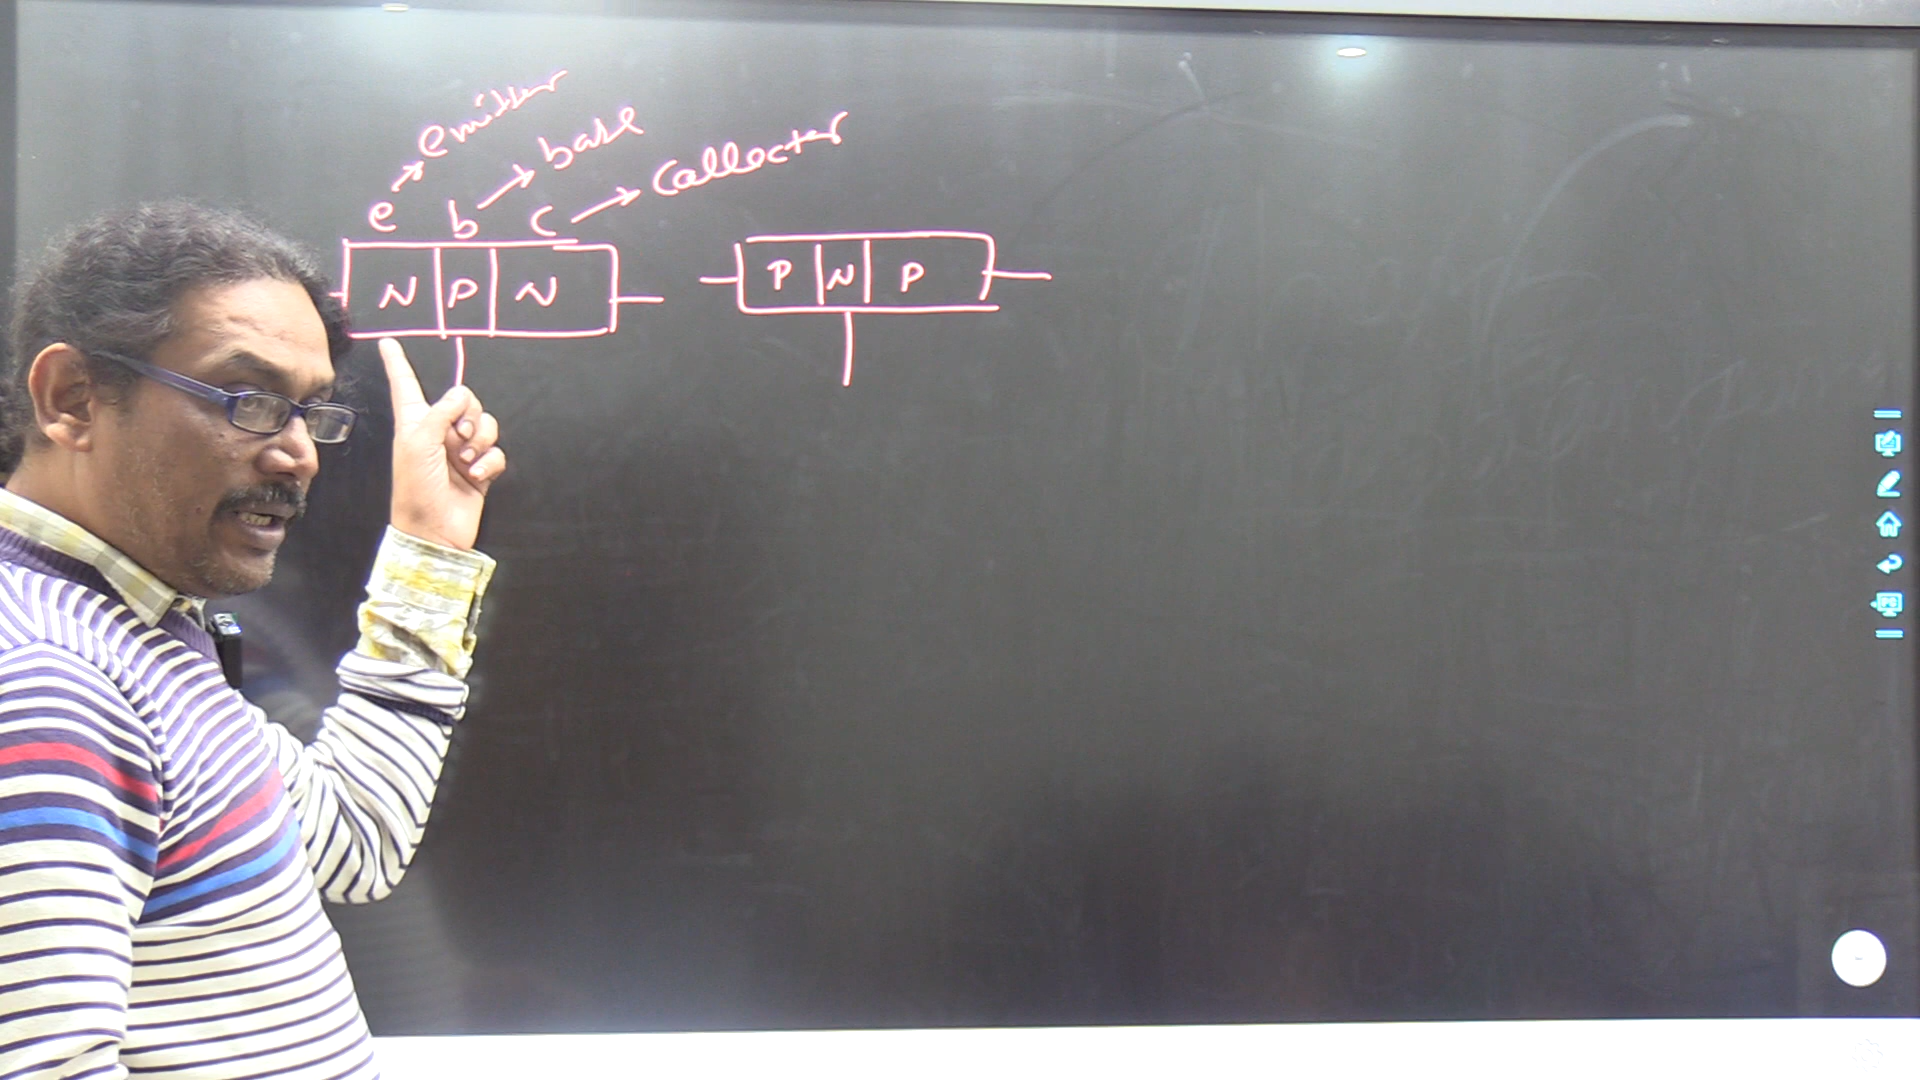 e → emitter
b → base
c → Collector
N P N
P N P